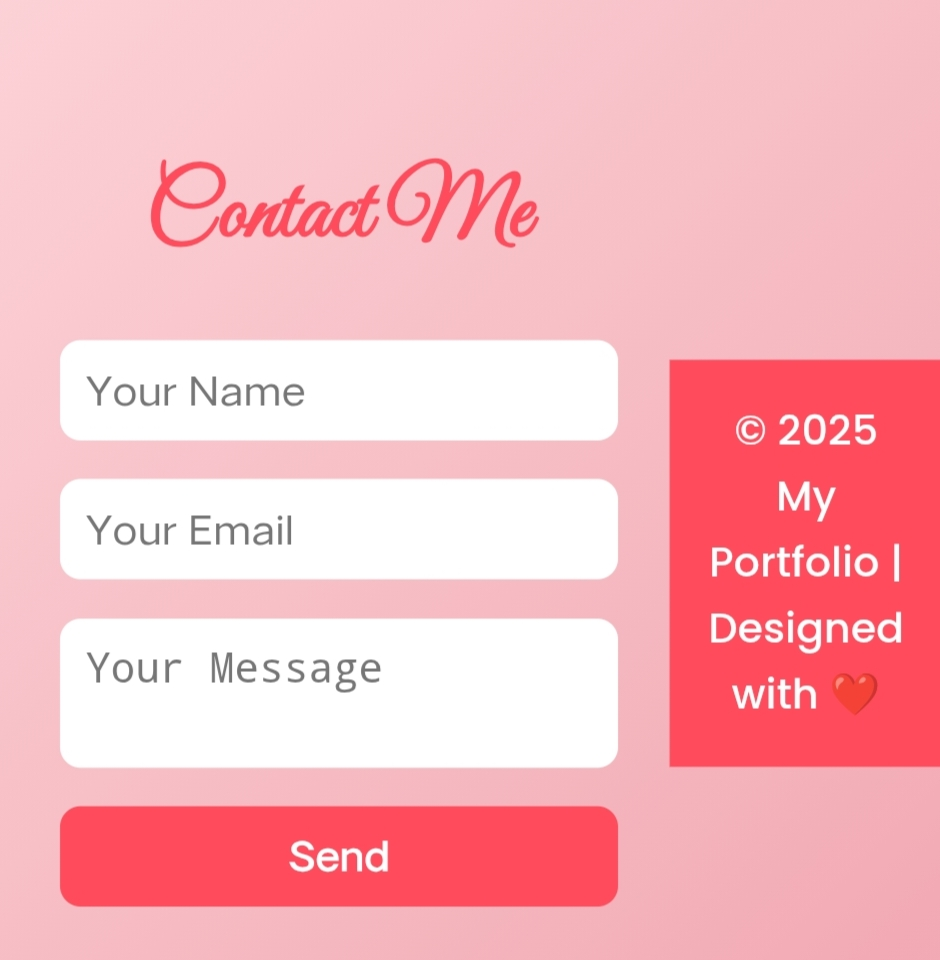 Contact Me
Your Name
Your Email
Your Message
Send
© 2025
My
Portfolio |
Designed
with ❤️